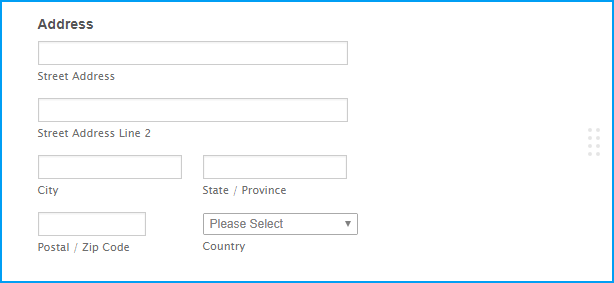 Address
Street Address
Street Address Line 2
City State / Province
Please Select
Postal / Zip Code Country